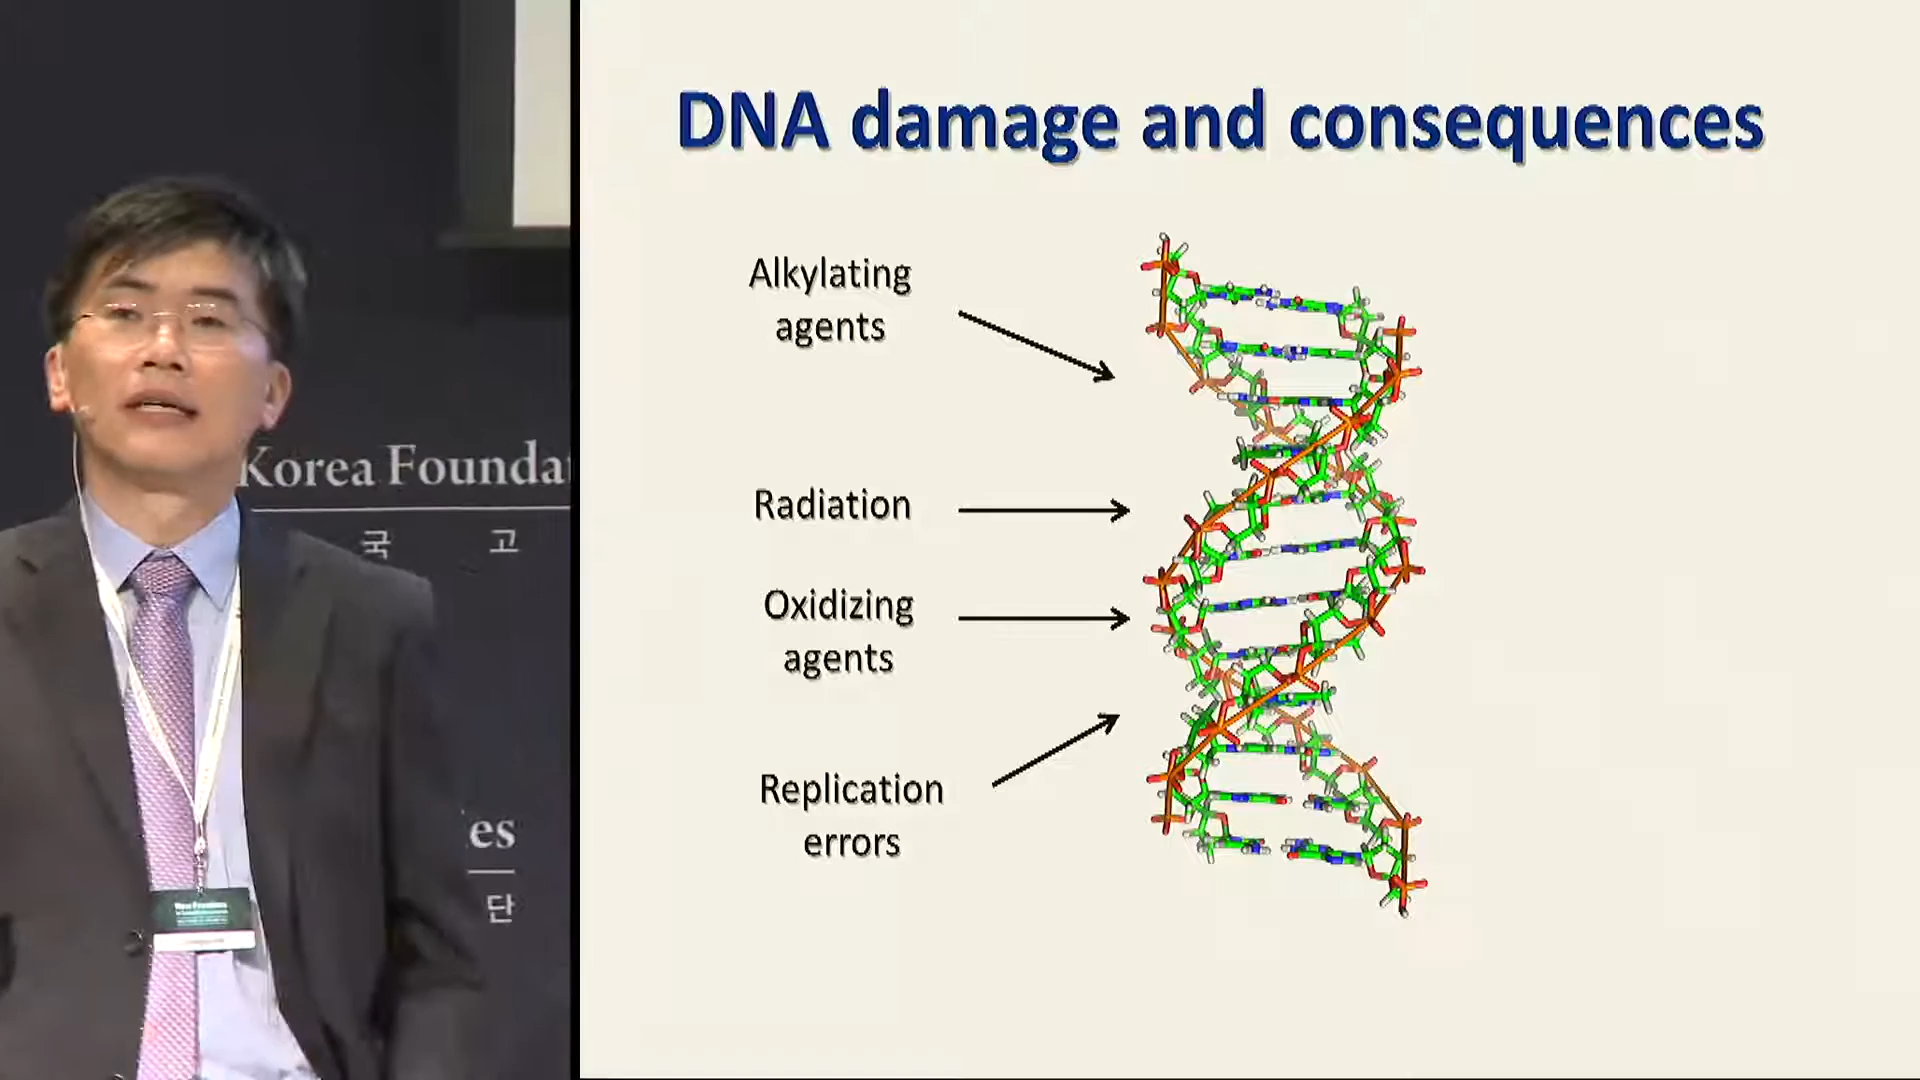 DNA damage and consequences
Alkylating
agents
Radiation
Oxidizing
agents
Replication
errors
Korea Foundat
국 고
es
단